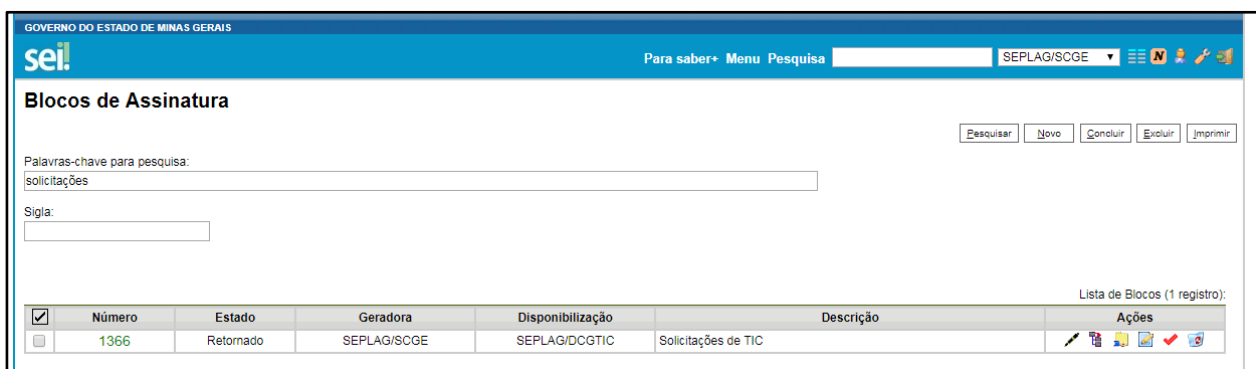 GOVERNO DO ESTADO DE MINAS GERAIS
sei!
Para saber+ Menu Pesquisa
SEPLAG/SCGE
N
Blocos de Assinatura
Pesquisar Novo Concluir Excluir Imprimir
Palavras-chave para pesquisa:
solicitações
Sigla:
Lista de Blocos (1 registro):
Número Estado Geradora Disponibilização Descrição Ações
1366 Retornado SEPLAG/SCGE SEPLAG/DCGTIC Solicitações de TIC